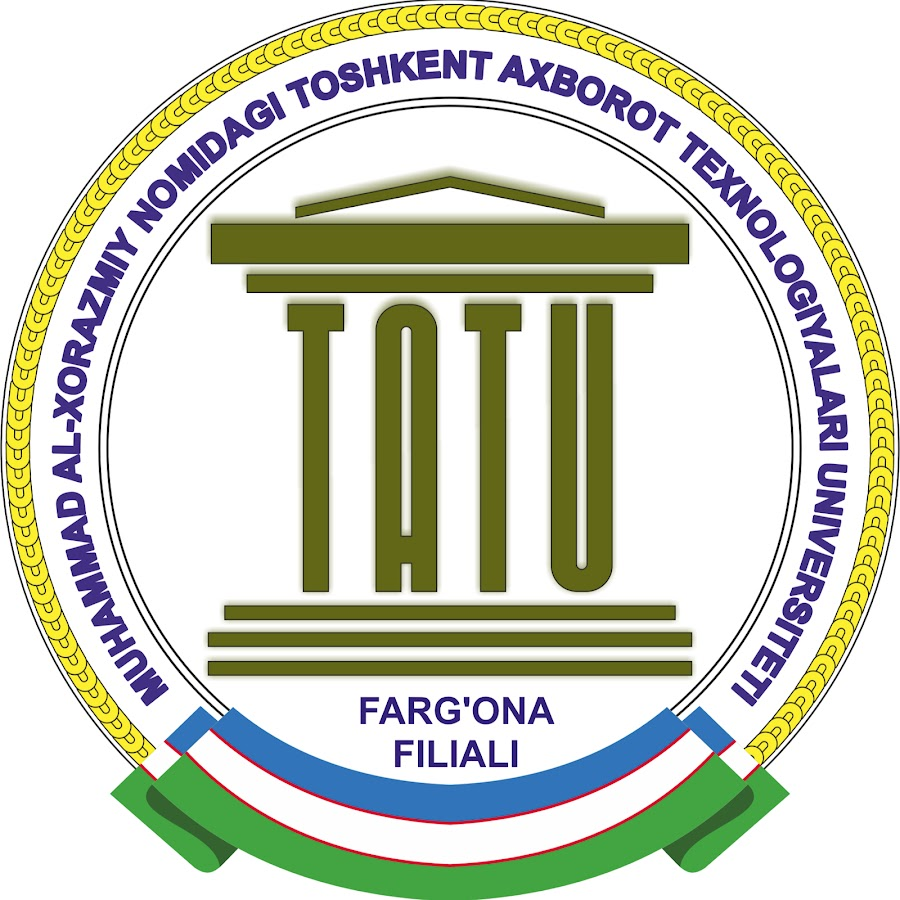 MUHAMMAD AL-XORAZMIY NOMIDAGI TOSHKENT AXBOROT TEXNOLOGIYALARI UNIVERSITETI
TATU
FARG'ONA
FILIALI